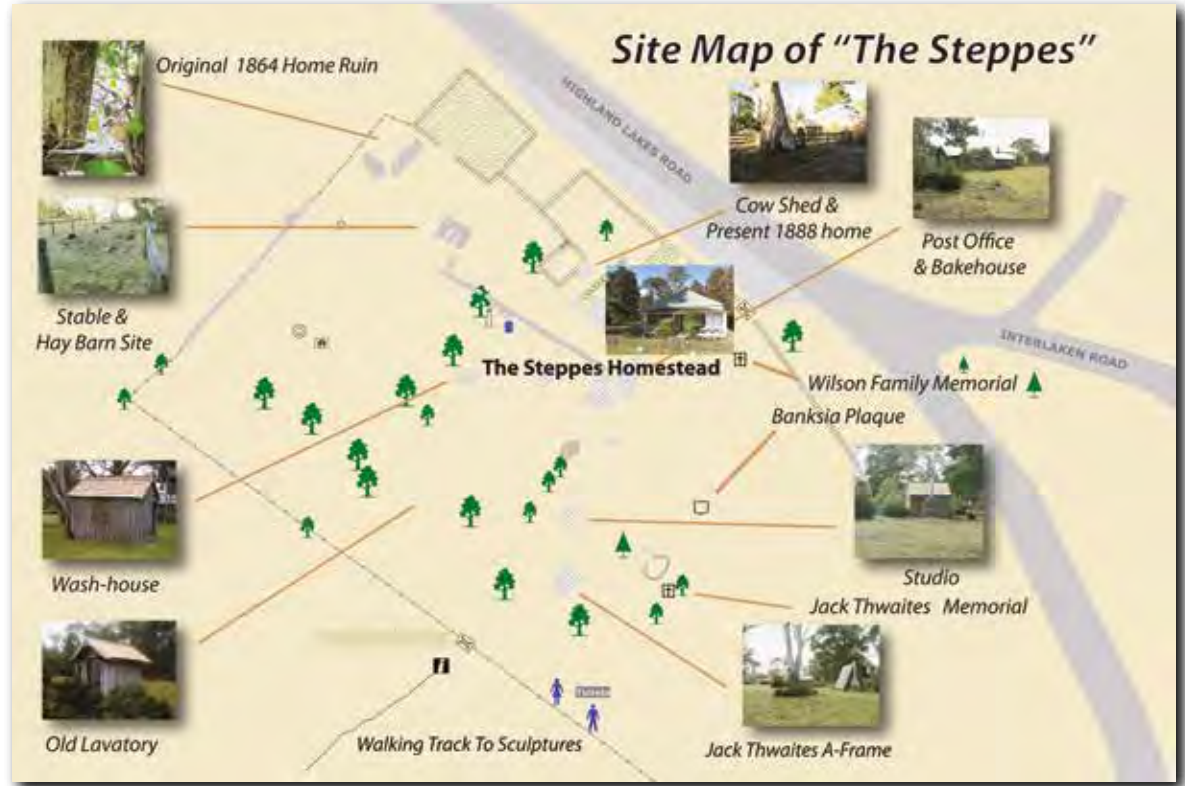 Site Map of “The Steppes”
Original 1864 Home Ruin
HIGHLAND LAKES ROAD
Cow Shed &
Present 1888 home
Post Office
& Bakehouse
Stable &
Hay Barn Site
INTERLAKEN ROAD
The Steppes Homestead
Wilson Family Memorial
Banksia Plaque
Wash-house
Studio
Jack Thwaites Memorial
Old Lavatory
Toilets
Walking Track To Sculptures
Jack Thwaites A-Frame